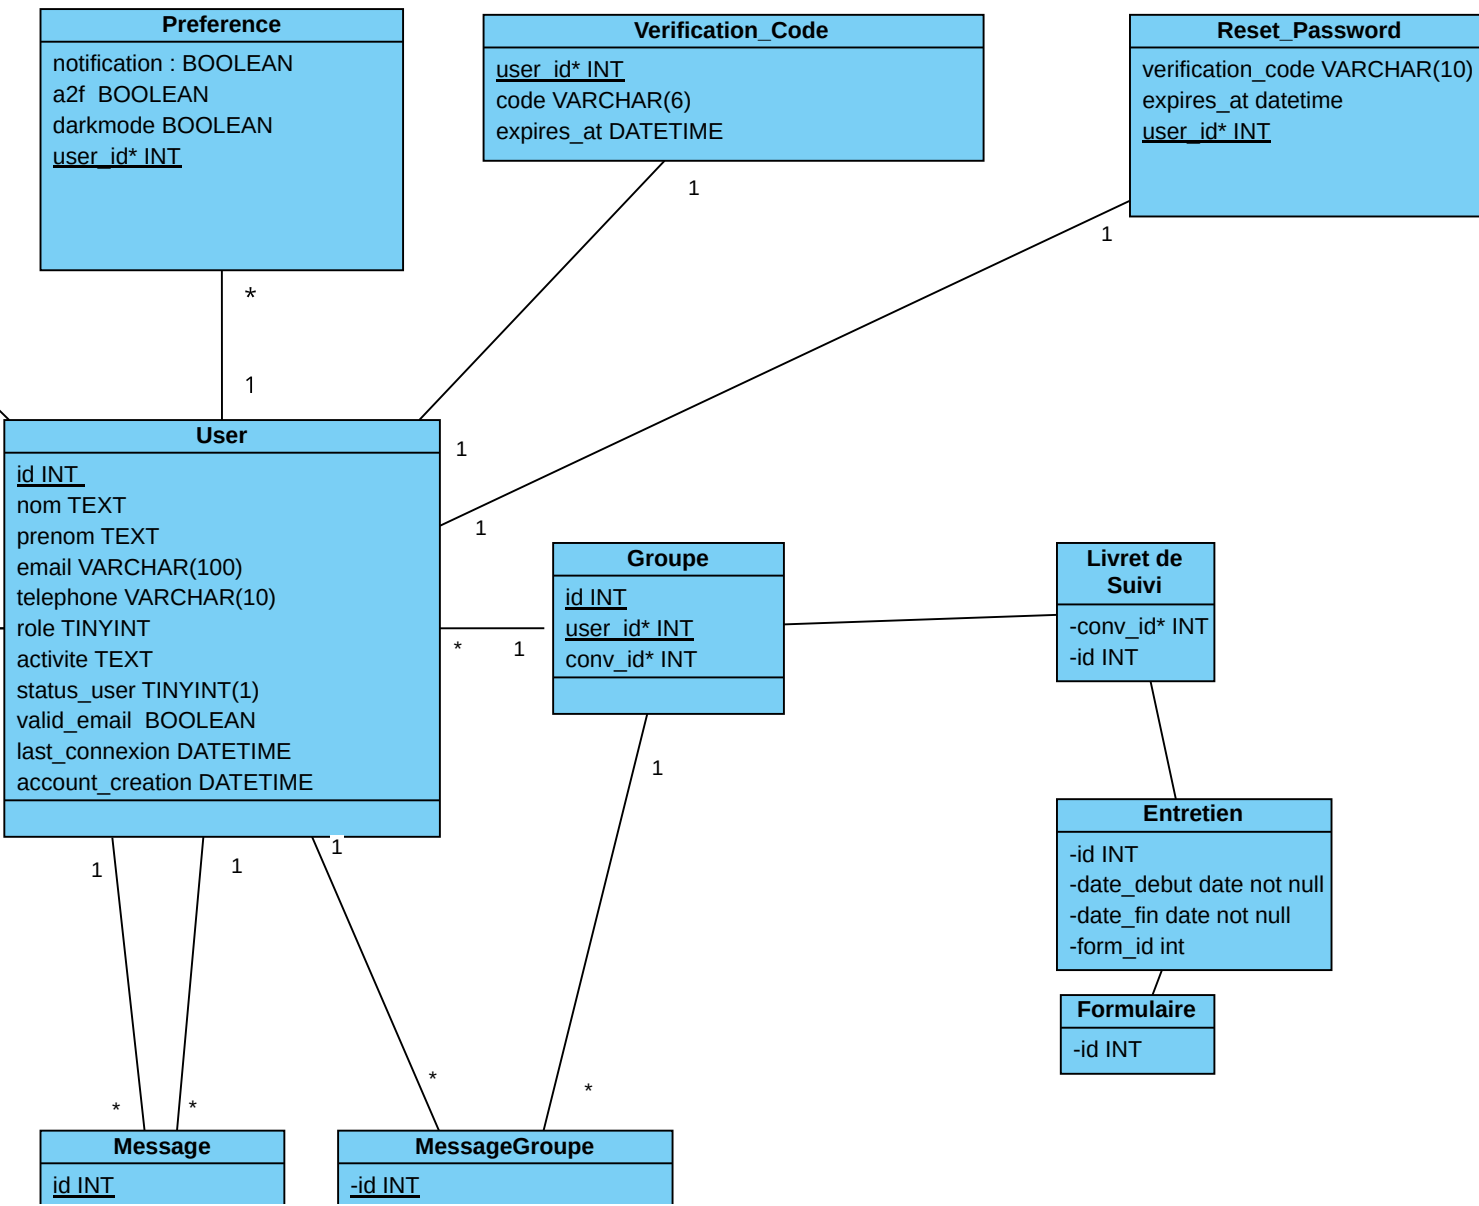 Preference
notification : BOOLEAN
a2f  BOOLEAN
darkmode BOOLEAN
user_id* INT
Verification_Code
user_id* INT
code VARCHAR(6)
expires_at DATETIME
Reset_Password
verification_code VARCHAR(10)
expires_at datetime
user_id* INT
*
1
1
1
1
1
User
id INT
nom TEXT
prenom TEXT
email VARCHAR(100)
telephone VARCHAR(10)
role TINYINT
activite TEXT
status_user TINYINT(1)
valid_email  BOOLEAN
last_connexion DATETIME
account_creation DATETIME
*
1
Groupe
id INT
user_id* INT
conv_id* INT
Livret de
Suivi
-conv_id* INT
-id INT
1
Entretien
-id INT
-date_debut date not null
-date_fin date not null
-form_id int
Formulaire
-id INT
1
1
1
*
*
*
*
Message
id INT
MessageGroupe
-id INT